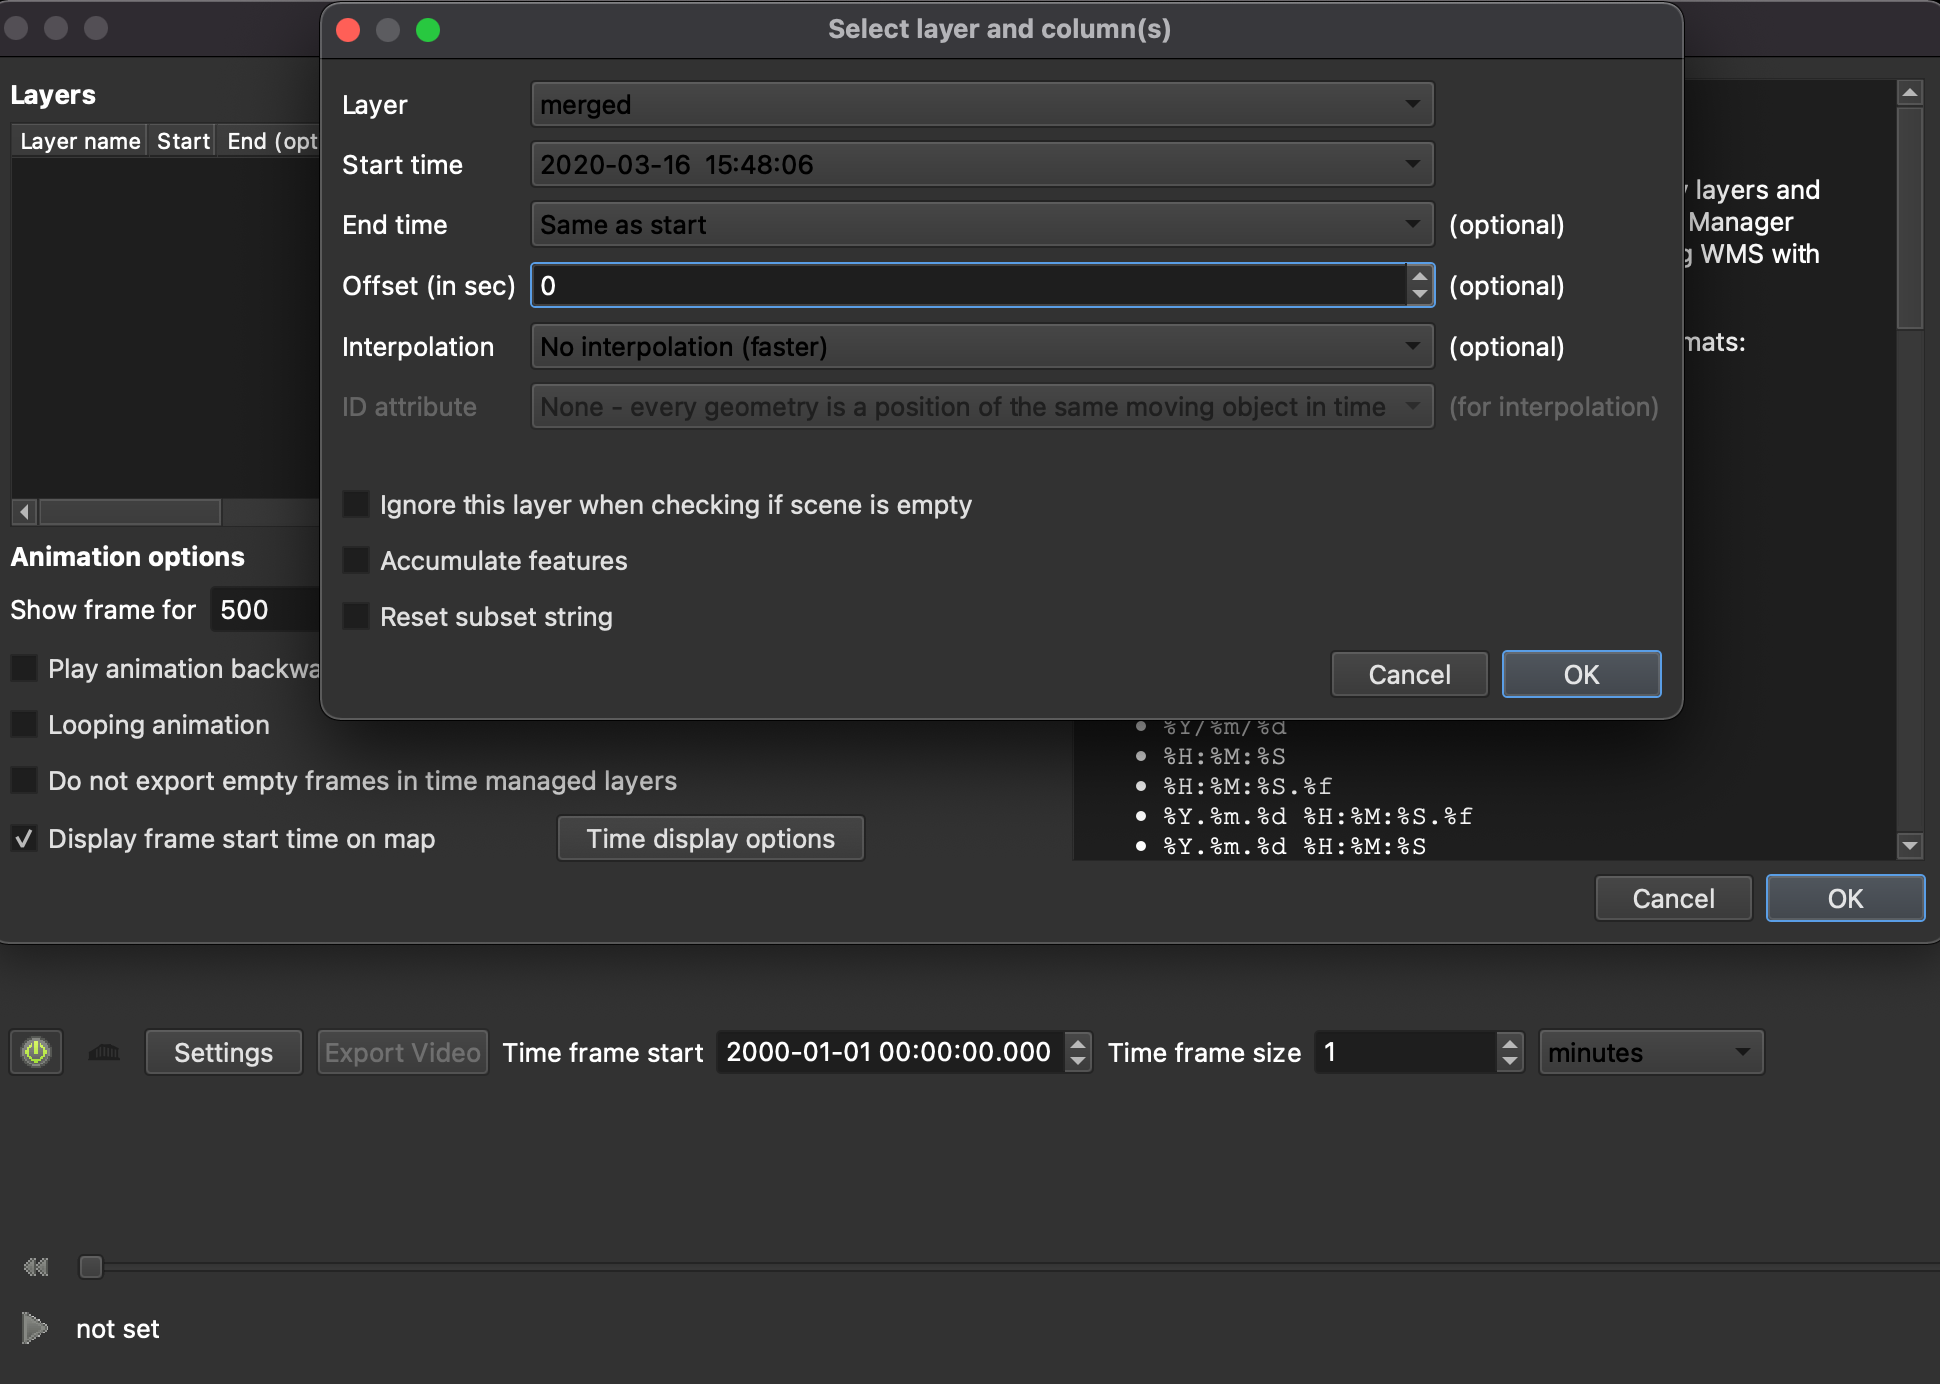 Select layer and column(s)
Layers
Layer name Start End (opt
Layer merged
Start time 2020-03-16 15:48:06
End time Same as start (optional)
Offset (in sec) 0 (optional)
Interpolation No interpolation (faster) (optional)
ID attribute None - every geometry is a position of the same moving object in time (for interpolation)
Ignore this layer when checking if scene is empty
Accumulate features
Reset subset string
Cancel OK
layers and
Manager
WMS with
mats:
Animation options
Show frame for 500
Play animation backwa
Looping animation
Do not export empty frames in time managed layers
Display frame start time on map Time display options
%Y/%m/%d
%H:%M:%S
%H:%M:%S.%f
%Y.%m.%d %H:%M:%S.%f
%Y.%m.%d %H:%M:%S
Cancel OK
Settings Export Video Time frame start 2000-01-01 00:00:00.000 Time frame size 1 minutes
not set